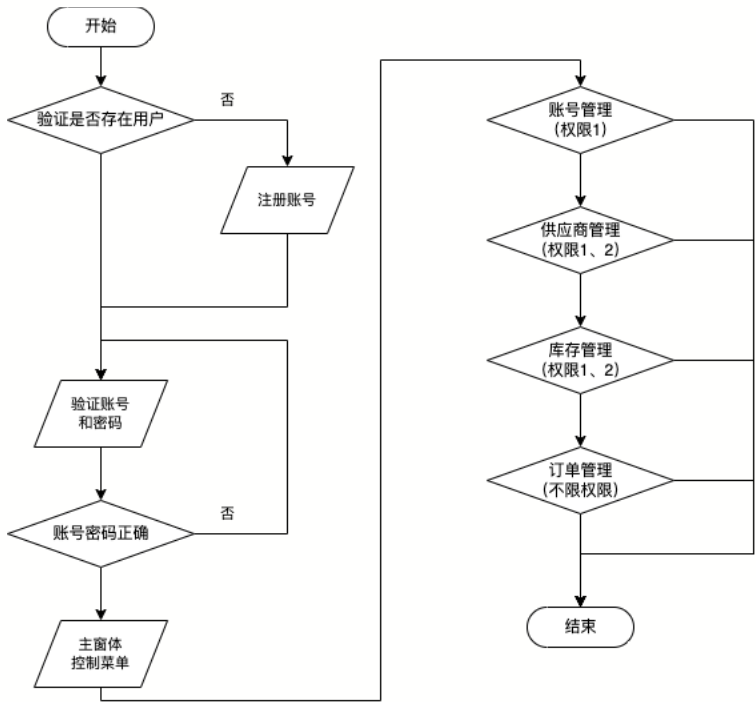 开始
验证是否存在用户
否
注册账号
验证账号
和密码
账号密码正确
否
主窗体
控制菜单
账号管理
(权限1)
供应商管理
(权限1、2)
库存管理
(权限1、2)
订单管理
(不限权限)
结束